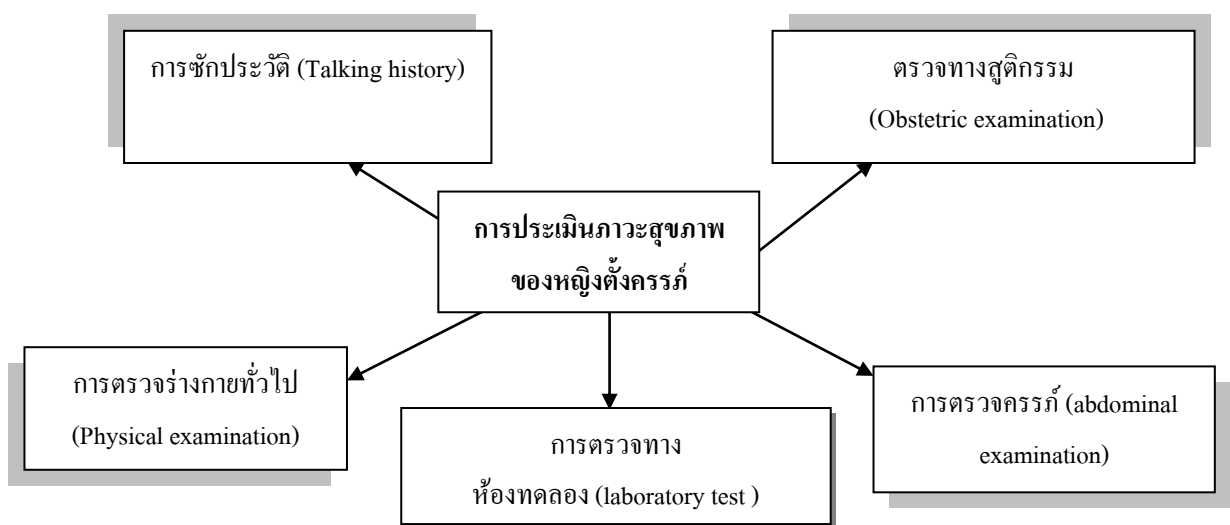 การซักประวัติ (Talking history)
ตรวจทางสูติกรรม
(Obstetric examination)
การประเมินภาวะสุขภาพ
ของหญิงตั้งครรภ์
การตรวจร่างกายทั่วไป
(Physical examination)
การตรวจทาง
ห้องทดลอง (laboratory test )
การตรวจครรภ์ (abdominal
examination)